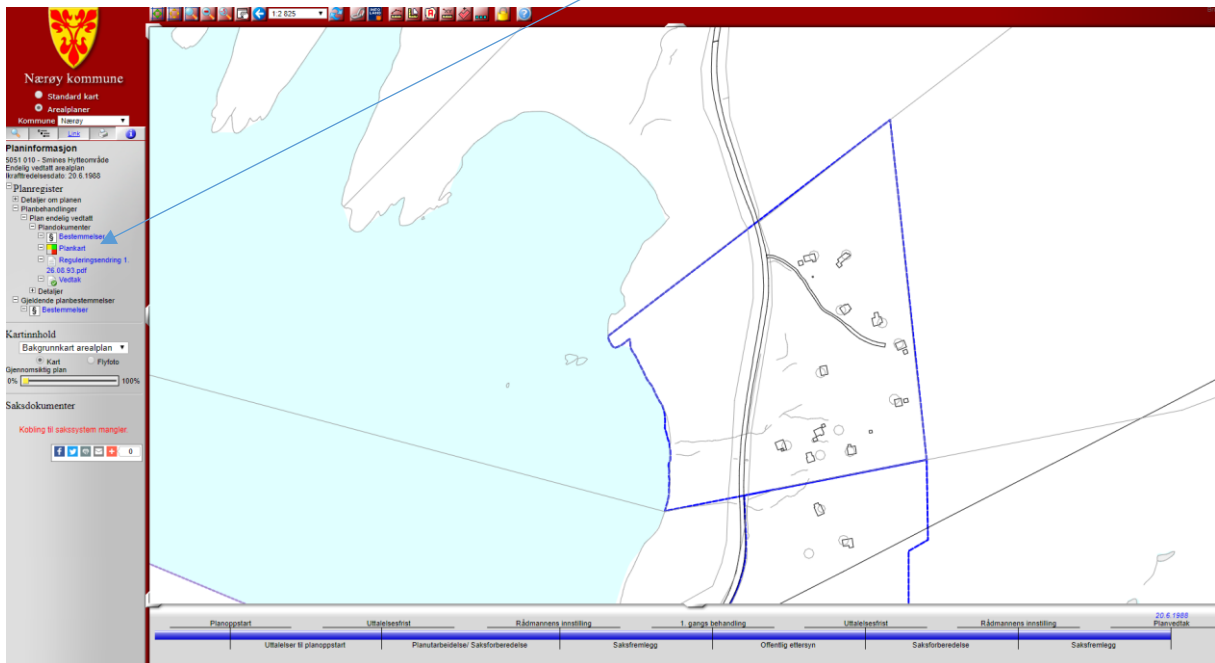 1:2 825
Nærøy kommune
Standard kart
Arealplaner
Kommune Nærøy
Link
Planinformasjon
5051 010 - Smines Hytteområde
Endelig vedtatt arealplan
Ikrafttredelsesdato: 20.6.1988
Planregister
Detaljer om planen
Planbehandlinger
Plan endelig vedtatt
Plandokumenter
§ Bestemmelser
Plankart
Reguleringsendring 1.
26.08.93.pdf
Vedtak
Detaljer
Gjeldende planbestemmelser
§ Bestemmelser
Kartinnhold
Bakgrunnkart arealplan
Kart Flyfoto
Gjennomsiktig plan
0% 100%
Saksdokumenter
Kobling til sakssystem mangler.
0
20.6.1988
Planoppstart Uttalelsesfrist Rådmannens innstilling 1. gangs behandling Uttalelsesfrist Rådmannens innstilling Planvedtak
Uttalelser til planoppstart Planutarbeidelse/ Saksforberedelse Saksfremlegg Offentlig ettersyn Saksforberedelse Saksfremlegg